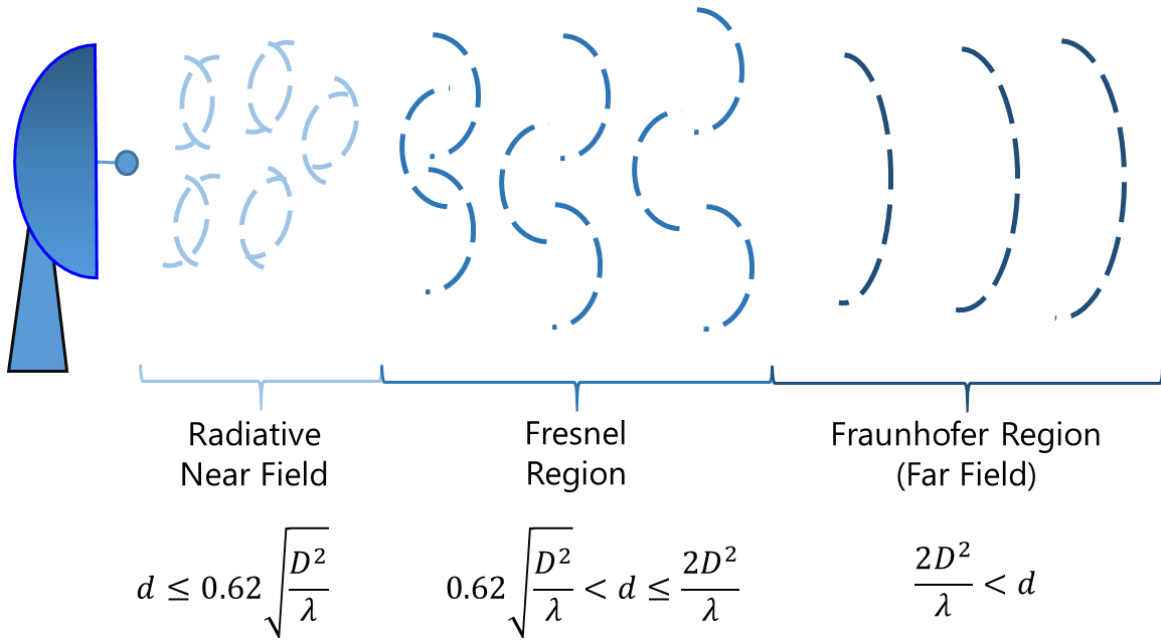 Radiative
Near Field
Fresnel
Region
Fraunhofer Region
(Far Field)
d ≤ 0.62√(D²/λ)
0.62√(D²/λ) < d ≤ 2D²/λ
2D²/λ < d